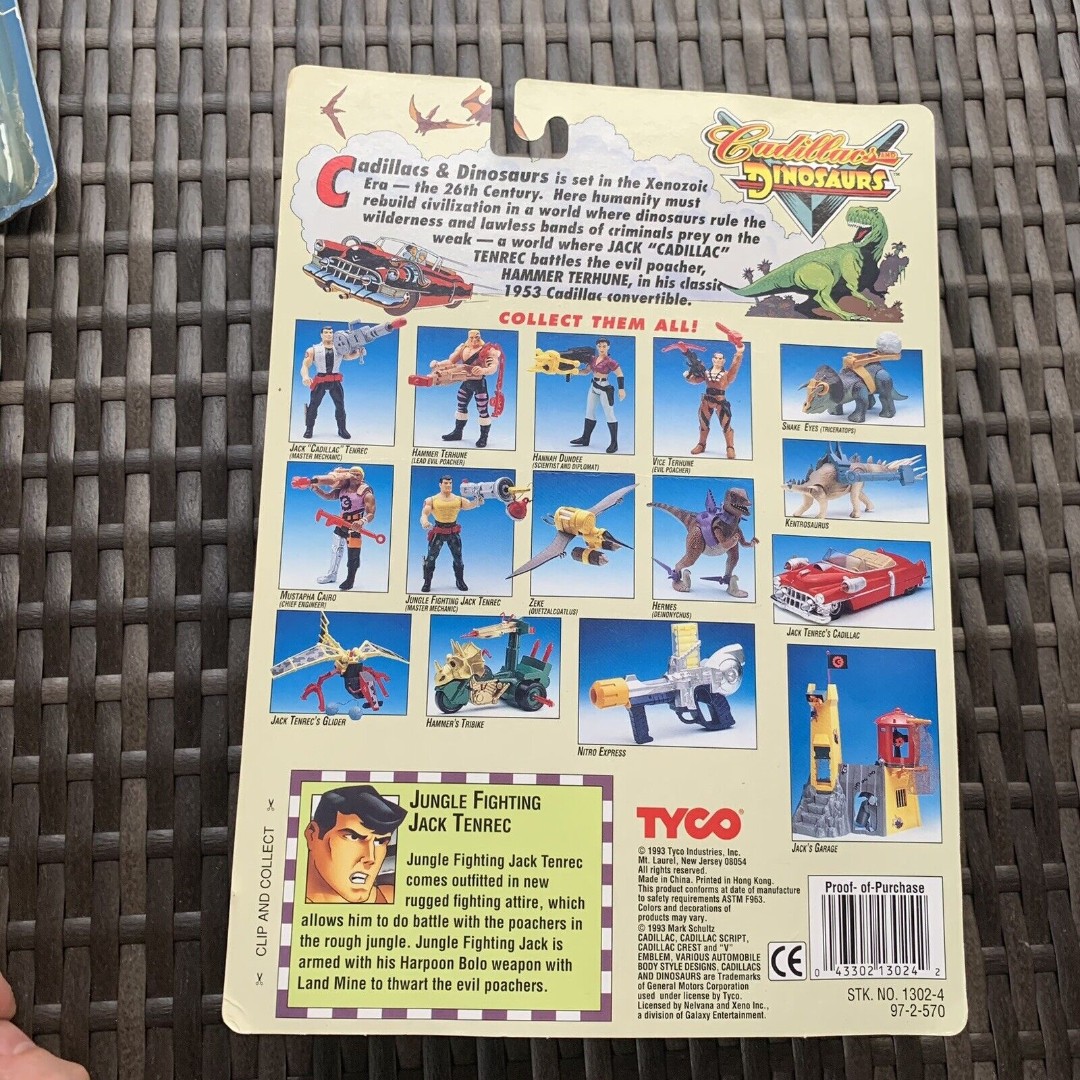 Cadillacs AND
DINOSAURS™
Cadillacs & Dinosaurs is set in the Xenozoic
Era — the 26th Century. Here humanity must
rebuild civilization in a world where dinosaurs rule the
wilderness and lawless bands of criminals prey on the
weak — a world where JACK "CADILLAC"
TENREC battles the evil poacher,
HAMMER TERHUNE, in his classic
1953 Cadillac convertible.
COLLECT THEM ALL!
JACK "CADILLAC" TENREC
(MASTER MECHANIC)
HAMMER TERHUNE
(LEAD EVIL POACHER)
HANNAH DUNDEE
(SCIENTIST AND DIPLOMAT)
VICE TERHUNE
(EVIL POACHER)
SNAKE EYES (TRICERATOPS)
KENTROSAURUS
MUSTAPHA CAIRO
(CHIEF ENGINEER)
JUNGLE FIGHTING JACK TENREC
(MASTER MECHANIC)
ZEKE
(QUETZALCOATLUS)
HERMES
(DEINONYCHUS)
JACK TENREC'S CADILLAC
JACK TENREC'S GLIDER
HAMMER'S TRIBIKE
NITRO EXPRESS
JACK'S GARAGE
CLIP AND COLLECT
JUNGLE FIGHTING
JACK TENREC
Jungle Fighting Jack Tenrec
comes outfitted in new
rugged fighting attire, which
allows him to do battle with the poachers in
the rough jungle. Jungle Fighting Jack is
armed with his Harpoon Bolo weapon with
Land Mine to thwart the evil poachers.
TYCO®
© 1993 Tyco Industries, Inc.
Mt. Laurel, New Jersey 08054
All rights reserved.
Made in China. Printed in Hong Kong.
This product conforms at date of manufacture
to safety requirements ASTM F963.
Colors and decorations of
products may vary.
© 1993 Mark Schultz
CADILLAC, CADILLAC SCRIPT,
CADILLAC CREST and "V"
EMBLEM, VARIOUS AUTOMOBILE
BODY STYLE DESIGNS, CADILLACS
AND DINOSAURS are Trademarks
of General Motors Corporation
used under license by Tyco.
Licensed by Nelvana and Xeno Inc.,
a division of Galaxy Entertainment.
CE
Proof- of-Purchase
0 43302 13024 2
STK. NO. 1302-4
97-2-570